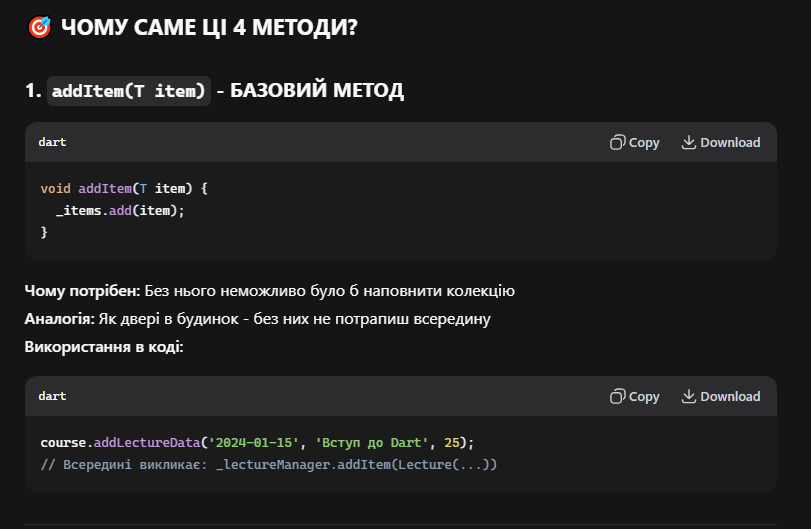 🎯 ЧОМУ САМЕ ЦІ 4 МЕТОДИ?
1. addItem(T item) - БАЗОВИЙ МЕТОД
dart Copy Download
void addItem(T item) {
  _items.add(item);
}
Чому потрібен: Без нього неможливо було б наповнити колекцію
Аналогія: Як двері в будинок - без них не потрапиш всередину
Використання в коді:
dart Copy Download
course.addLectureData('2024-01-15', 'Вступ до Dart', 25);
// Всередині викликає: _lectureManager.addItem(Lecture(...))